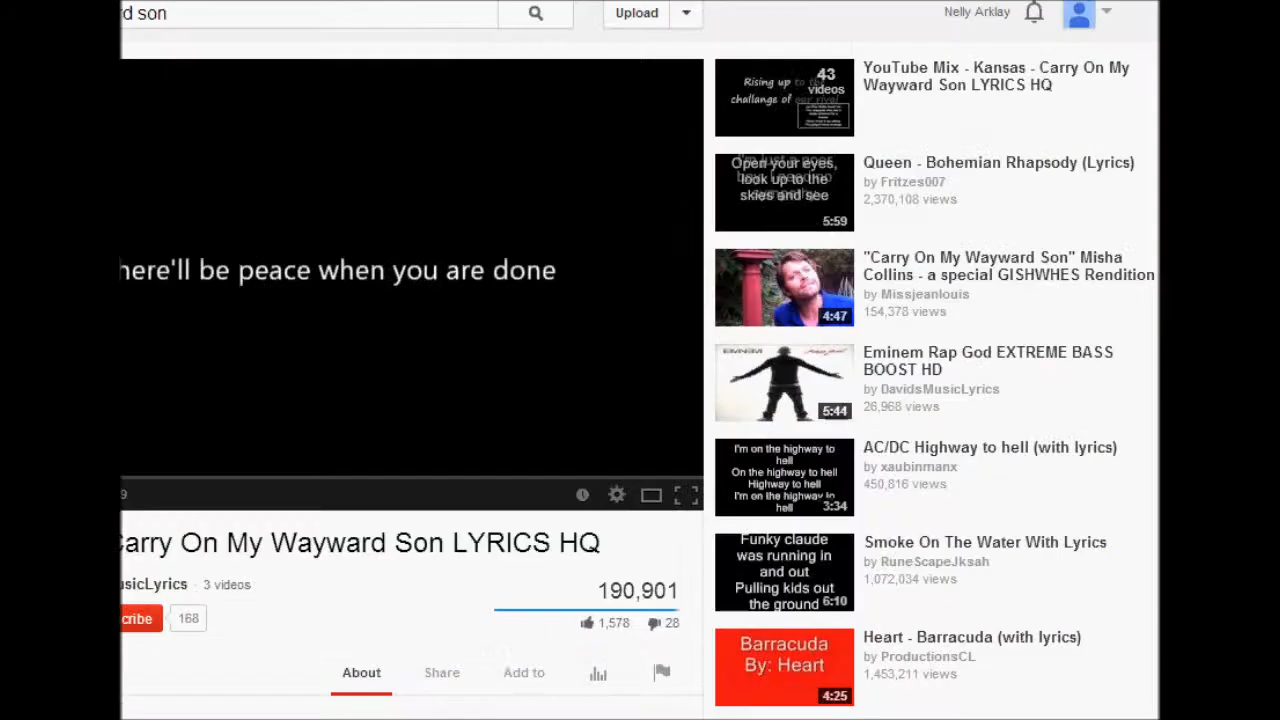 rd son
Upload
Nelly Arklay
here'll be peace when you are done
9
Carry On My Wayward Son LYRICS HQ
usicLyrics · 3 videos
cribe 168
190,901
1,578 28
About Share Add to
Rising up to the
challange of our rival
43
videos
YouTube Mix - Kansas - Carry On My
Wayward Son LYRICS HQ
Open your eyes,
look up to the
skies and see
5:59
Queen - Bohemian Rhapsody (Lyrics)
by Fritzes007
2,370,108 views
4:47
"Carry On My Wayward Son" Misha
Collins - a special GISHWHES Rendition
by Missjeanlouis
154,378 views
EMINEM
5:44
Eminem Rap God EXTREME BASS
BOOST HD
by DavidsMusicLyrics
26,968 views
I'm on the highway to
hell
On the highway to hell
Highway to hell
I'm on the highway to
hell
3:34
AC/DC Highway to hell (with lyrics)
by xaubinmanx
450,816 views
Funky claude
was running in
and out
Pulling kids out
the ground
6:10
Smoke On The Water With Lyrics
by RuneScapeJksah
1,072,034 views
Barracuda
By: Heart
4:25
Heart - Barracuda (with lyrics)
by ProductionsCL
1,453,211 views